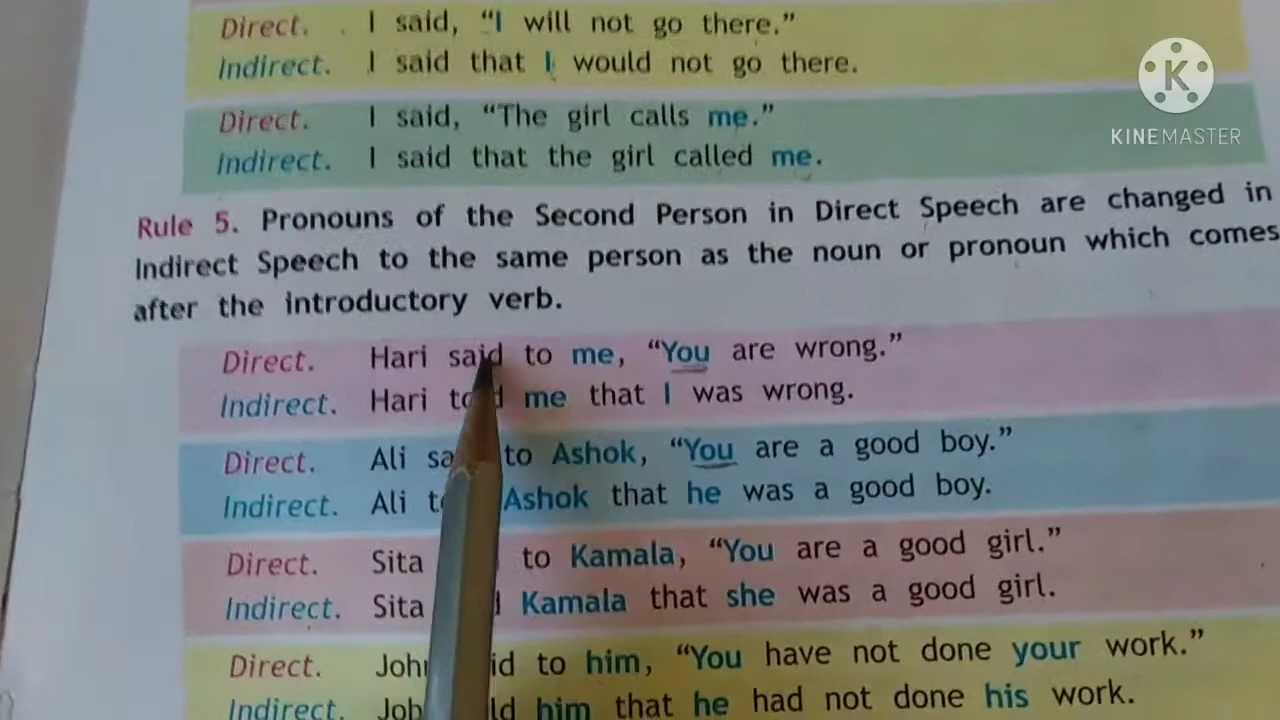 Direct. I said, "I will not go there."
Indirect. I said that I would not go there.
K
KINEMASTER
Direct. I said, "The girl calls me."
Indirect. I said that the girl called me.
Rule 5. Pronouns of the Second Person in Direct Speech are changed in
Indirect Speech to the same person as the noun or pronoun which comes
after the introductory verb.
Direct. Hari said to me, "You are wrong."
Indirect. Hari told me that I was wrong.
Direct. Ali said to Ashok, "You are a good boy."
Indirect. Ali Ashok that he was a good boy.
Direct. Sita to Kamala, "You are a good girl."
Indirect. Sita Kamala that she was a good girl.
Direct. John said to him, "You have not done your work."
Indirect. John told him that he had not done his work.